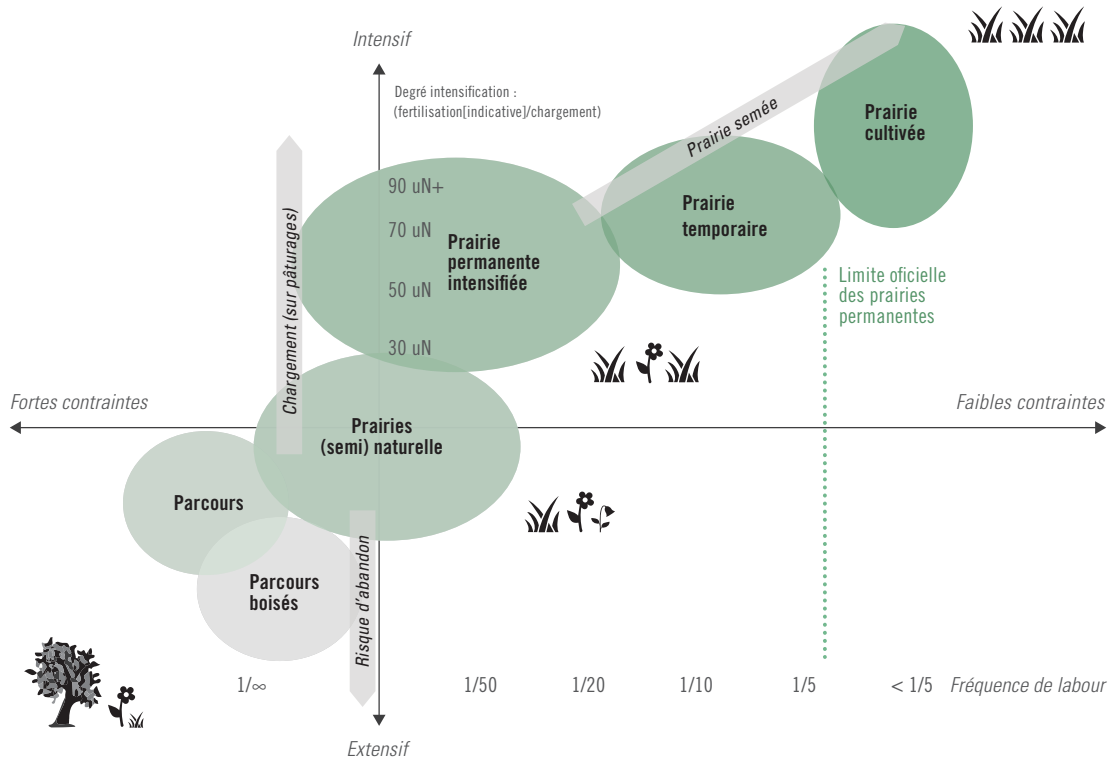 Intensif
Degré intensification :
(fertilisation[indicative]/chargement)
Prairie semée
Prairie
cultivée
Chargement (sur pâturages)
90 uN+
70 uN
50 uN
30 uN
Prairie
permanente
intensifiée
Prairie
temporaire
Limite oficielle
des prairies
permanentes
Fortes contraintes
Faibles contraintes
Prairies
(semi) naturelle
Parcours
Parcours
boisés
Risque d'abandon
1/∞
1/50
1/20
1/10
1/5
< 1/5
Fréquence de labour
Extensif